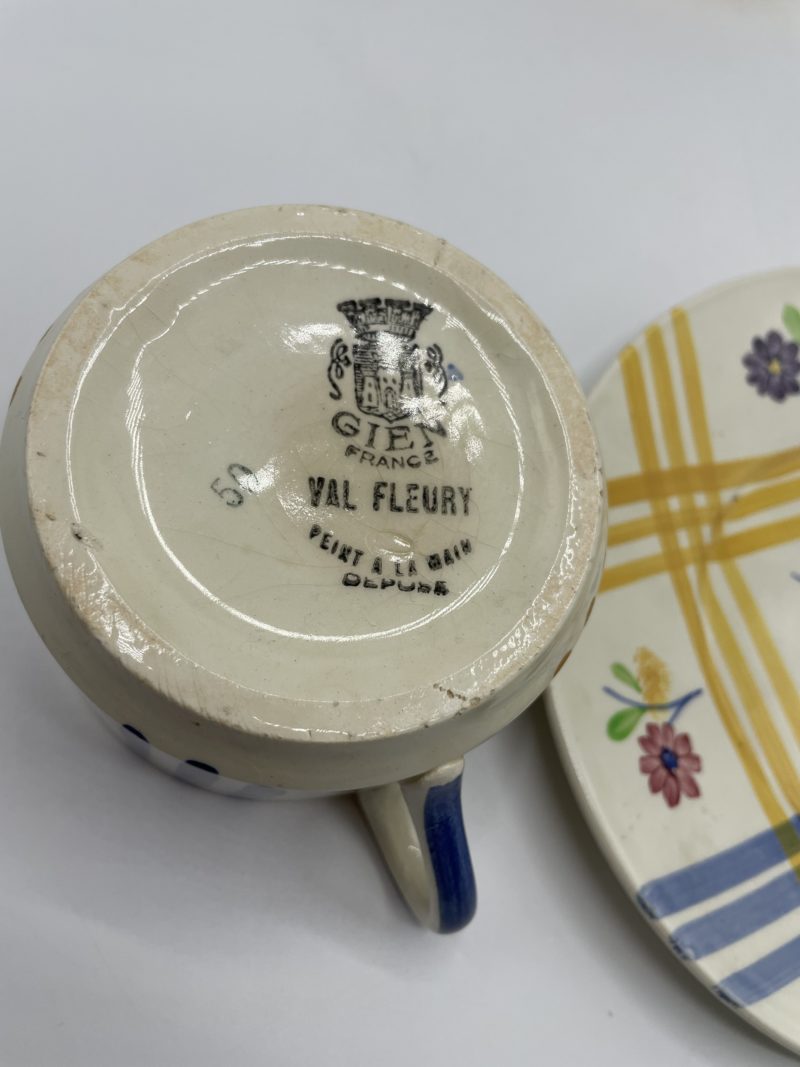 GIEN
FRANCE
VAL FLEURY
PEINT A LA MAIN
DEPOSE
50